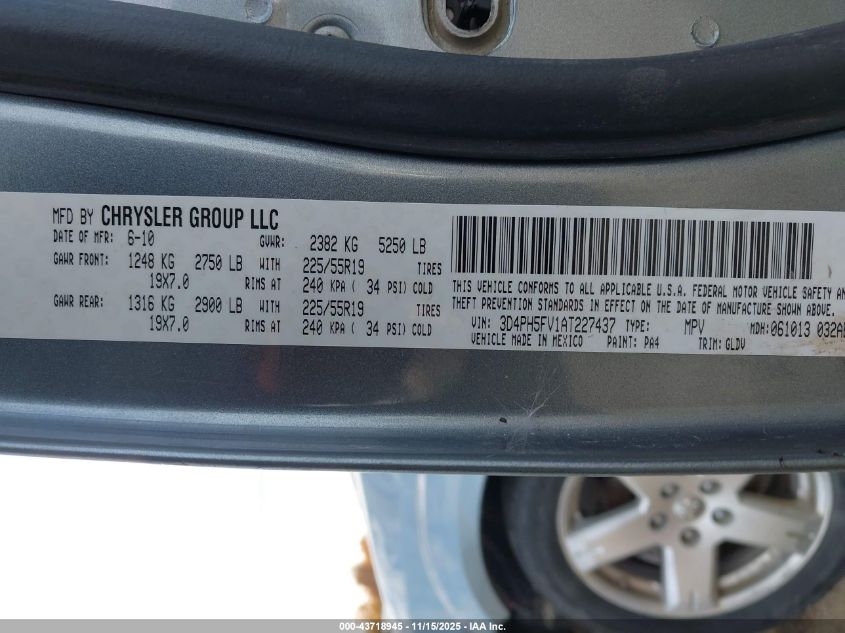 MFD BY CHRYSLER GROUP LLC
DATE OF MFR: 6-10 GVWR: 2382 KG 5250 LB
GAWR FRONT: 1248 KG 2750 LB WITH 225/55R19 TIRES
19X7.0 RIMS AT 240 KPA ( 34 PSI) COLD
GAWR REAR: 1316 KG 2900 LB WITH 225/55R19 TIRES
19X7.0 RIMS AT 240 KPA ( 34 PSI) COLD
THIS VEHICLE CONFORMS TO ALL APPLICABLE U.S.A. FEDERAL MOTOR VEHICLE SAFETY AN
THEFT PREVENTION STANDARDS IN EFFECT ON THE DATE OF MANUFACTURE SHOWN ABOVE.
VIN: 3D4PH5FV1AT227437 TYPE: MPV MDH: 061013 032A
VEHICLE MADE IN MEXICO PAINT: PA4 TRIM: GLDV
000-43718945 - 11/15/2025 - IAA, Inc.